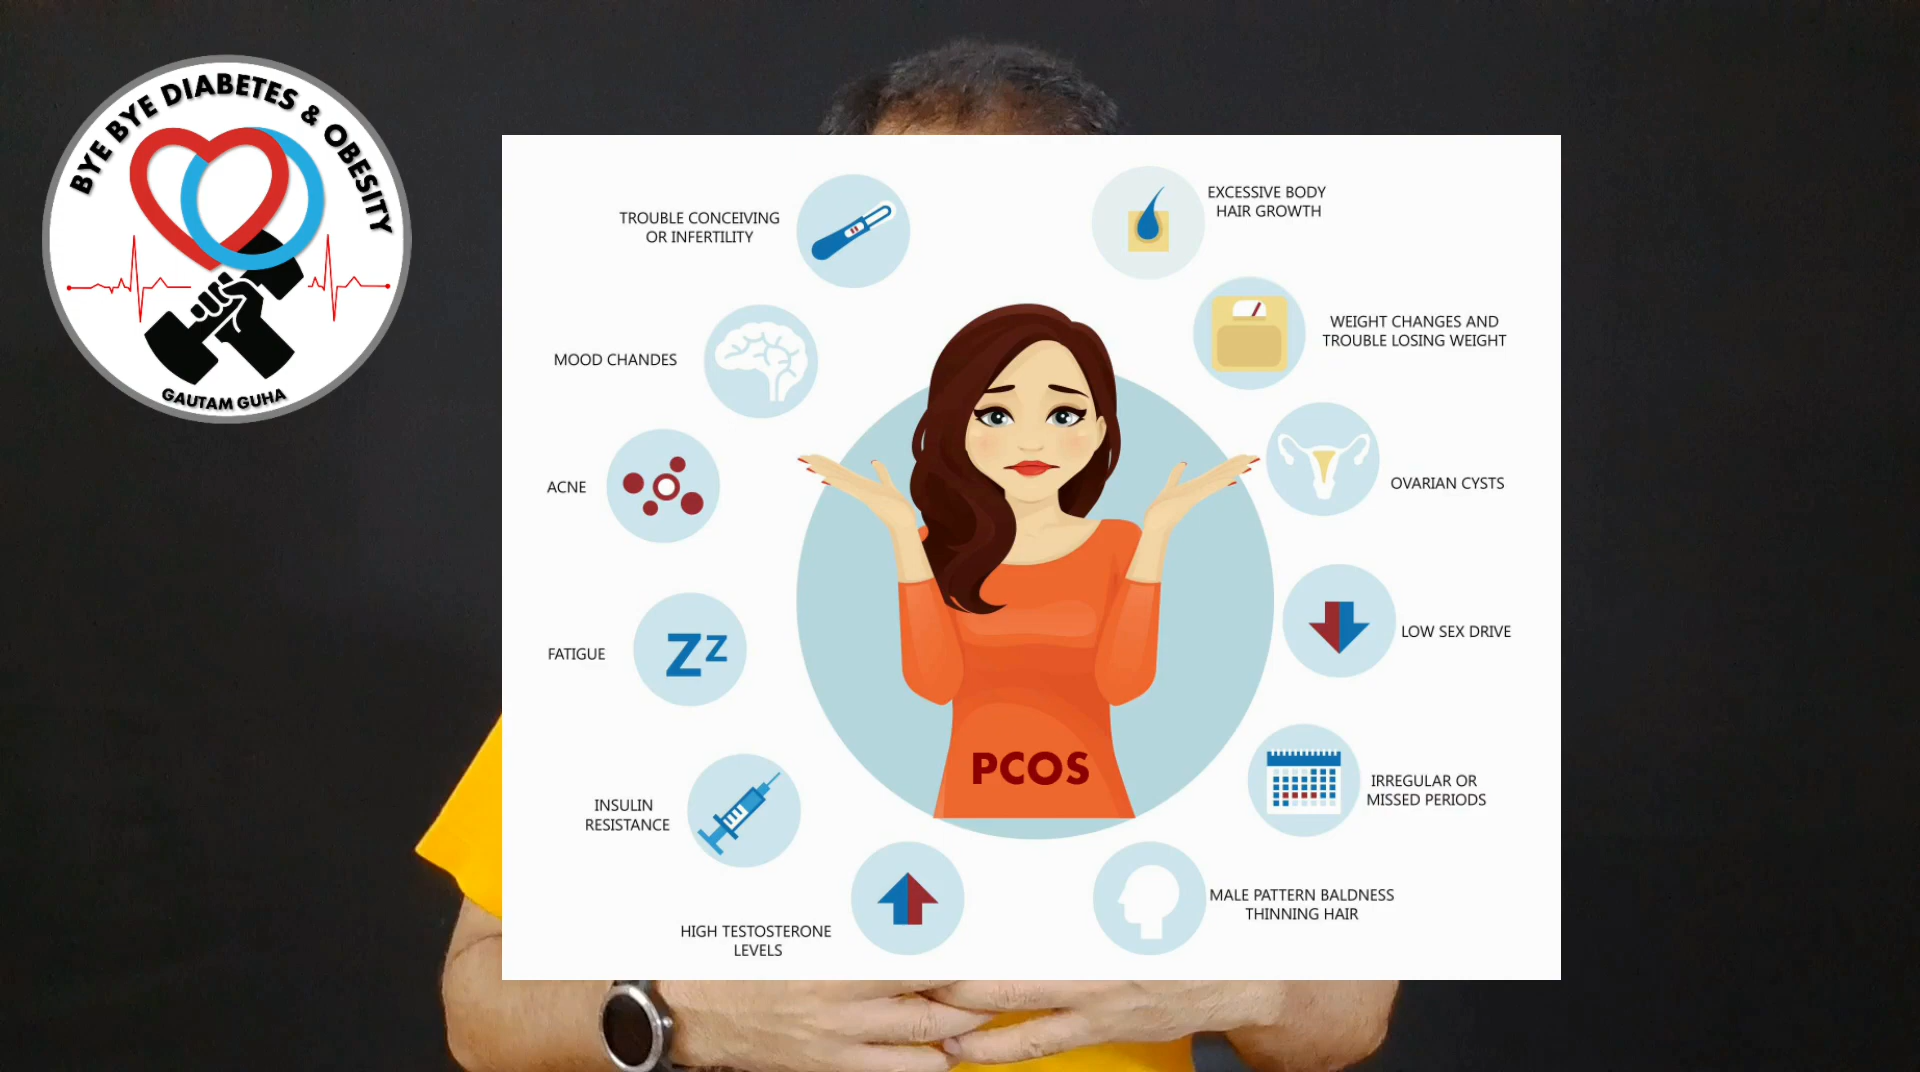 BYE BYE DIABETES & OBESITY
GAUTAM GUHA
TROUBLE CONCEIVING
OR INFERTILITY
EXCESSIVE BODY
HAIR GROWTH
MOOD CHANDES
WEIGHT CHANGES AND
TROUBLE LOSING WEIGHT
ACNE
OVARIAN CYSTS
FATIGUE
Zz
LOW SEX DRIVE
PCOS
INSULIN
RESISTANCE
IRREGULAR OR
MISSED PERIODS
HIGH TESTOSTERONE
LEVELS
MALE PATTERN BALDNESS
THINNING HAIR